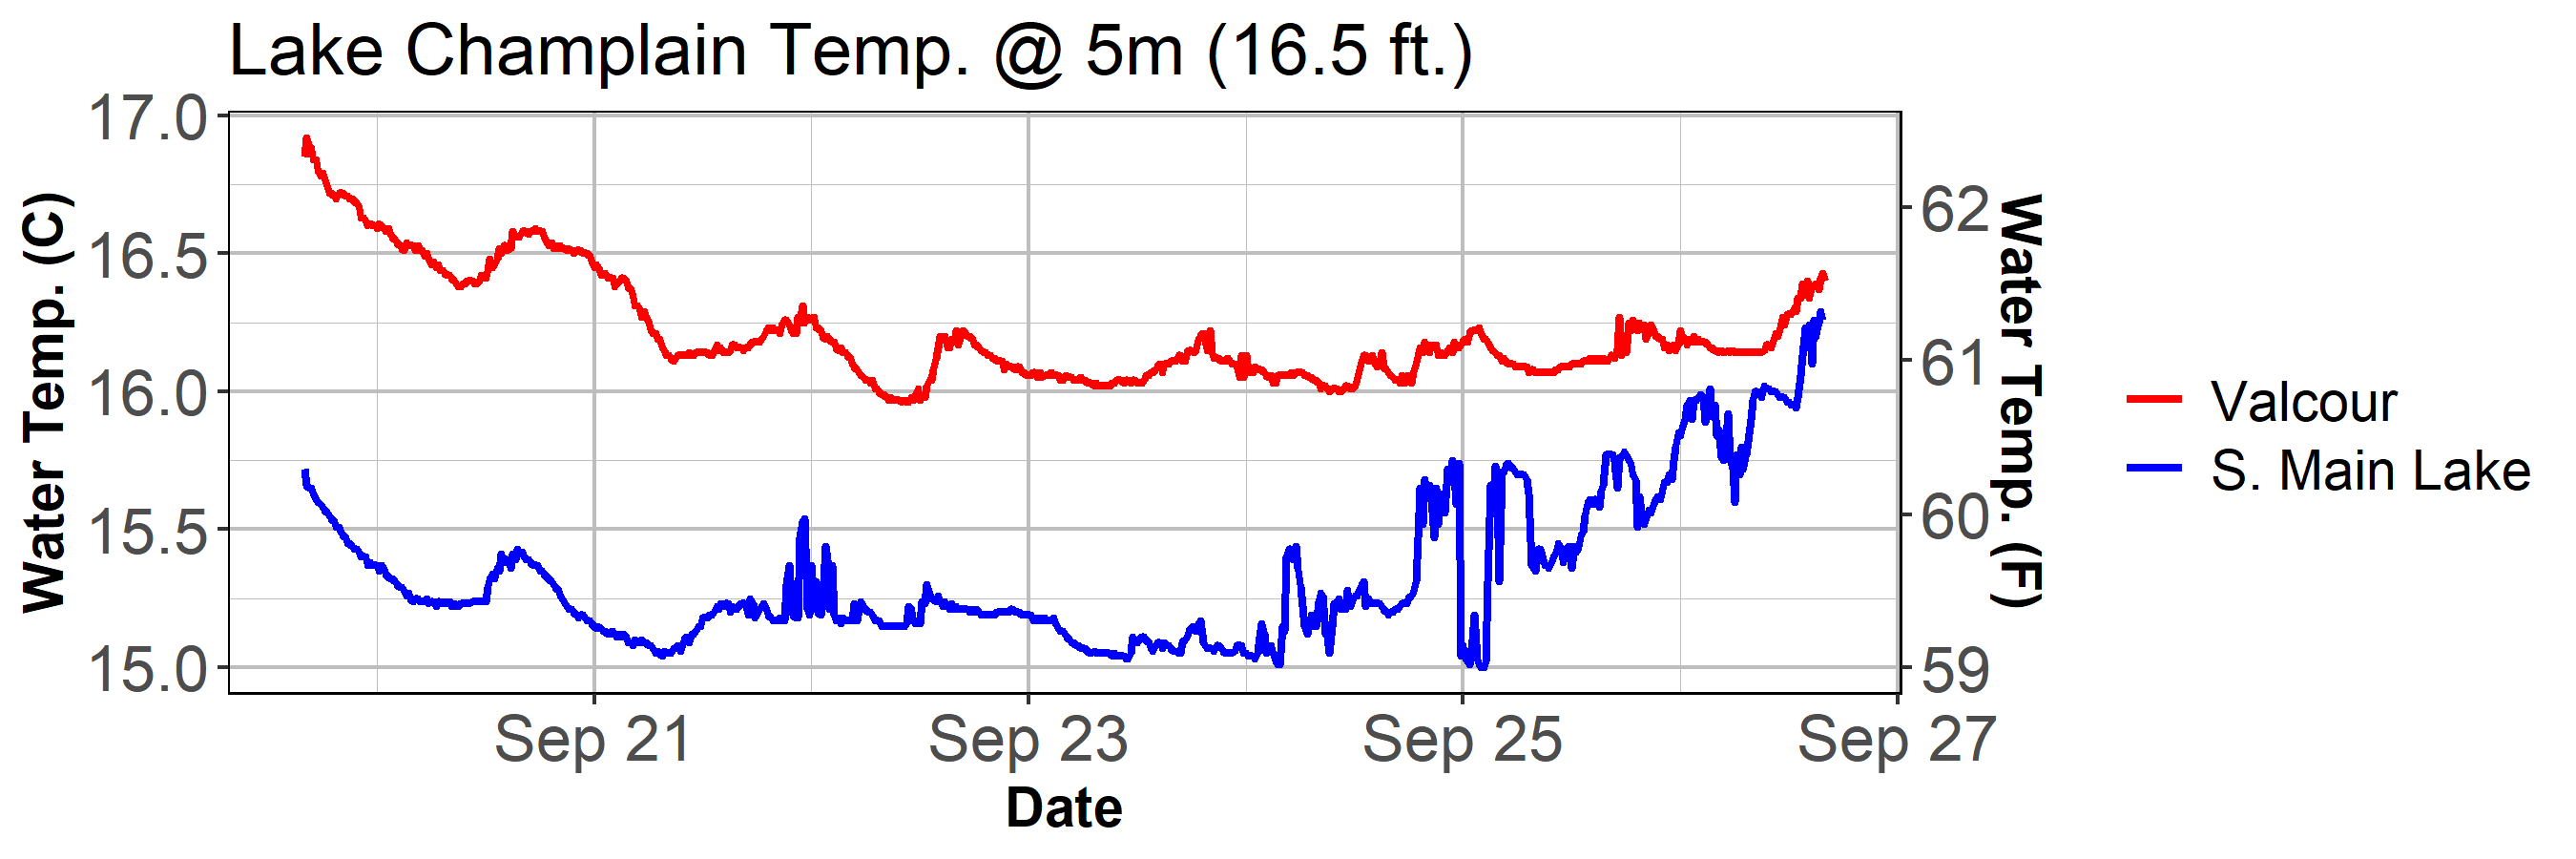 Lake Champlain Temp. @ 5m (16.5 ft.)
Water Temp. (C)
17.0
16.5
16.0
15.5
15.0
62
61
60
59
Water Temp. (F)
Sep 21
Sep 23
Sep 25
Sep 27
Date
Valcour
S. Main Lake